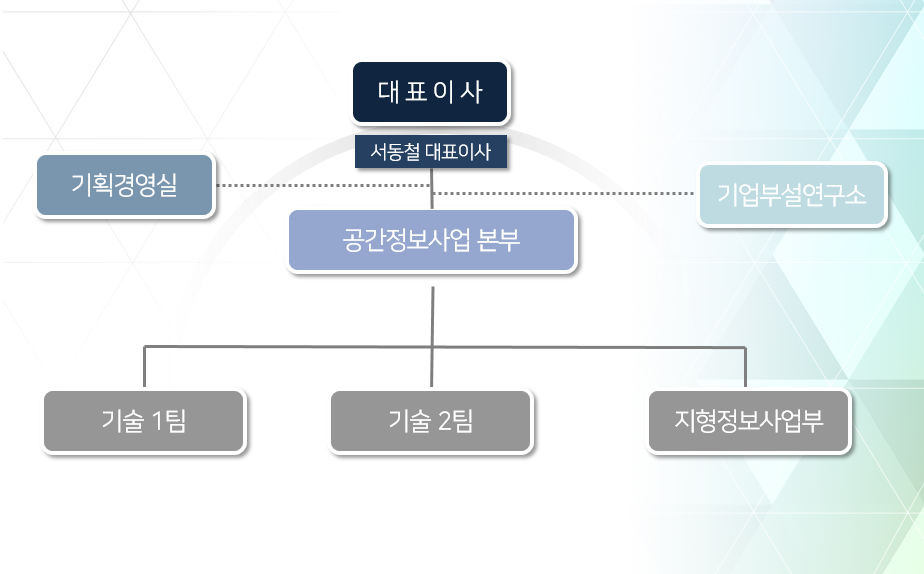 대표이사
서동철 대표이사
기획경영실
기업부설연구소
공간정보사업 본부
기술 1팀
기술 2팀
지형정보사업부